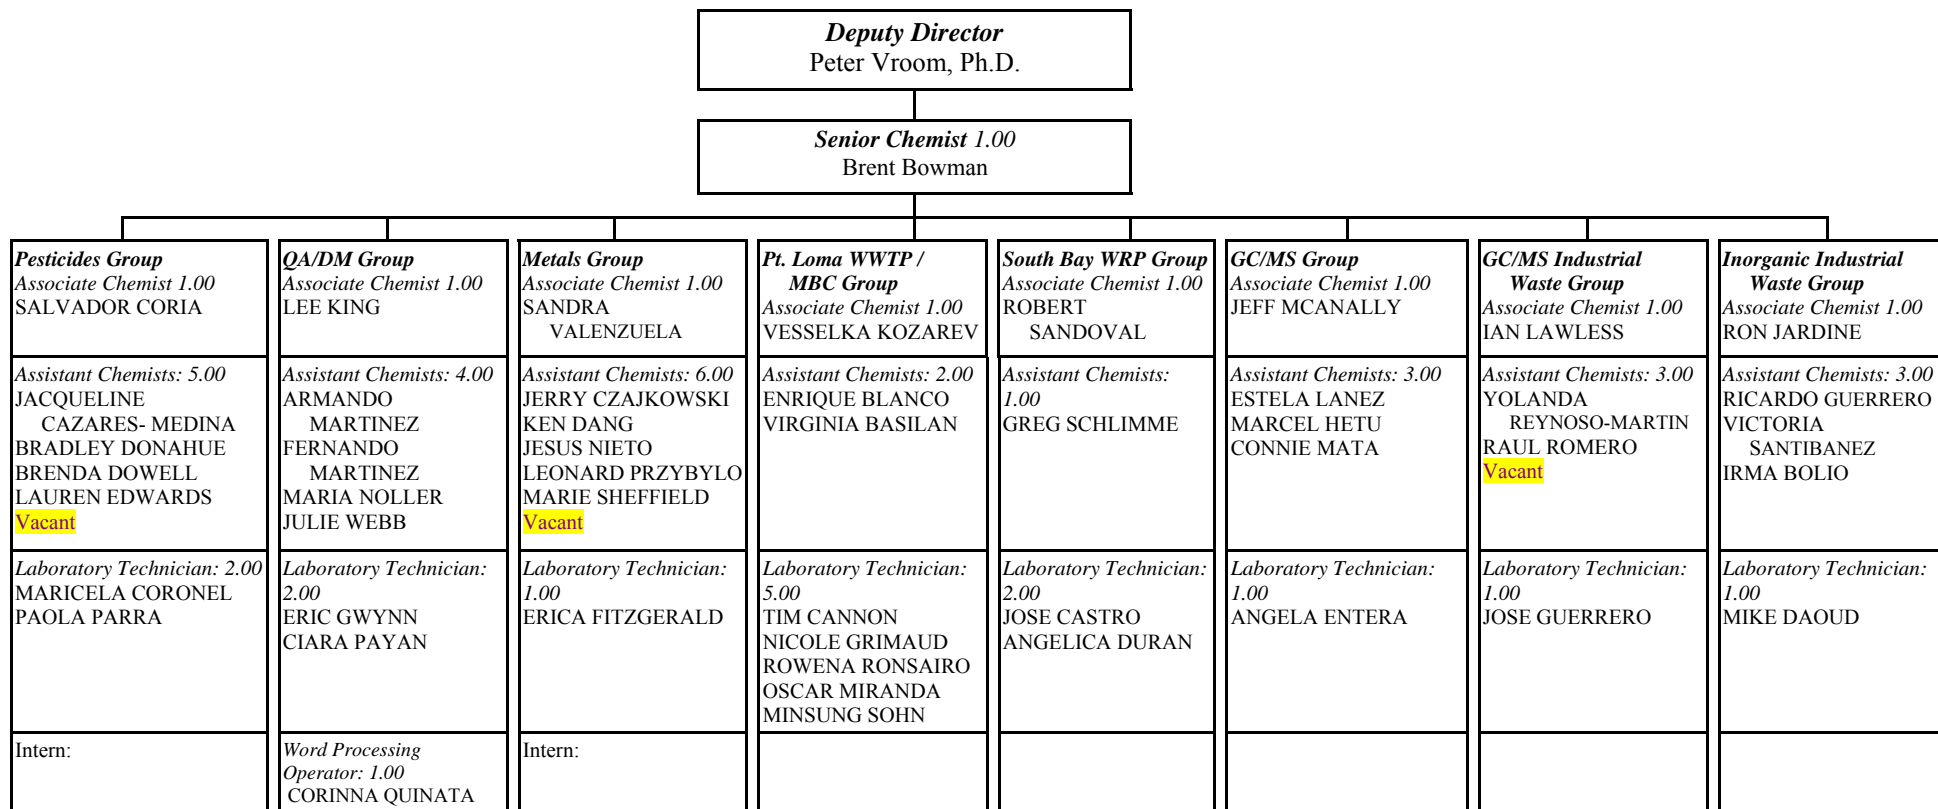 Deputy Director
Peter Vroom, Ph.D.
Senior Chemist 1.00
Brent Bowman
Pesticides Group
Associate Chemist 1.00
SALVADOR CORIA
Assistant Chemists: 5.00
JACQUELINE
CAZARES- MEDINA
BRADLEY DONAHUE
BRENDA DOWELL
LAUREN EDWARDS
Vacant
Laboratory Technician: 2.00
MARICELA CORONEL
PAOLA PARRA
Intern:
QA/DM Group
Associate Chemist 1.00
LEE KING
Assistant Chemists: 4.00
ARMANDO
MARTINEZ
FERNANDO
MARTINEZ
MARIA NOLLER
JULIE WEBB
Laboratory Technician:
2.00
ERIC GWYNN
CIARA PAYAN
Word Processing
Operator: 1.00
CORINNA QUINATA
Metals Group
Associate Chemist 1.00
SANDRA
VALENZUELA
Assistant Chemists: 6.00
JERRY CZAJKOWSKI
KEN DANG
JESUS NIETO
LEONARD PRZYBYLO
MARIE SHEFFIELD
Vacant
Laboratory Technician:
1.00
ERICA FITZGERALD
Intern:
Pt. Loma WWTP /
MBC Group
Associate Chemist 1.00
VESSELKA KOZAREV
Assistant Chemists: 2.00
ENRIQUE BLANCO
VIRGINIA BASILAN
Laboratory Technician:
5.00
TIM CANNON
NICOLE GRIMAUD
ROWENA RONSAIRO
OSCAR MIRANDA
MINSUNG SOHN
South Bay WRP Group
Associate Chemist 1.00
ROBERT
SANDOVAL
Assistant Chemists:
1.00
GREG SCHLIMME
Laboratory Technician:
2.00
JOSE CASTRO
ANGELICA DURAN
GC/MS Group
Associate Chemist 1.00
JEFF MCANALLY
Assistant Chemists: 3.00
ESTELA LANEZ
MARCEL HETU
CONNIE MATA
Laboratory Technician:
1.00
ANGELA ENTERA
GC/MS Industrial
Waste Group
Associate Chemist 1.00
IAN LAWLESS
Assistant Chemists: 3.00
YOLANDA
REYNOSO-MARTIN
RAUL ROMERO
Vacant
Laboratory Technician:
1.00
JOSE GUERRERO
Inorganic Industrial
Waste Group
Associate Chemist 1.00
RON JARDINE
Assistant Chemists: 3.00
RICARDO GUERRERO
VICTORIA
SANTIBANEZ
IRMA BOLIO
Laboratory Technician:
1.00
MIKE DAOUD